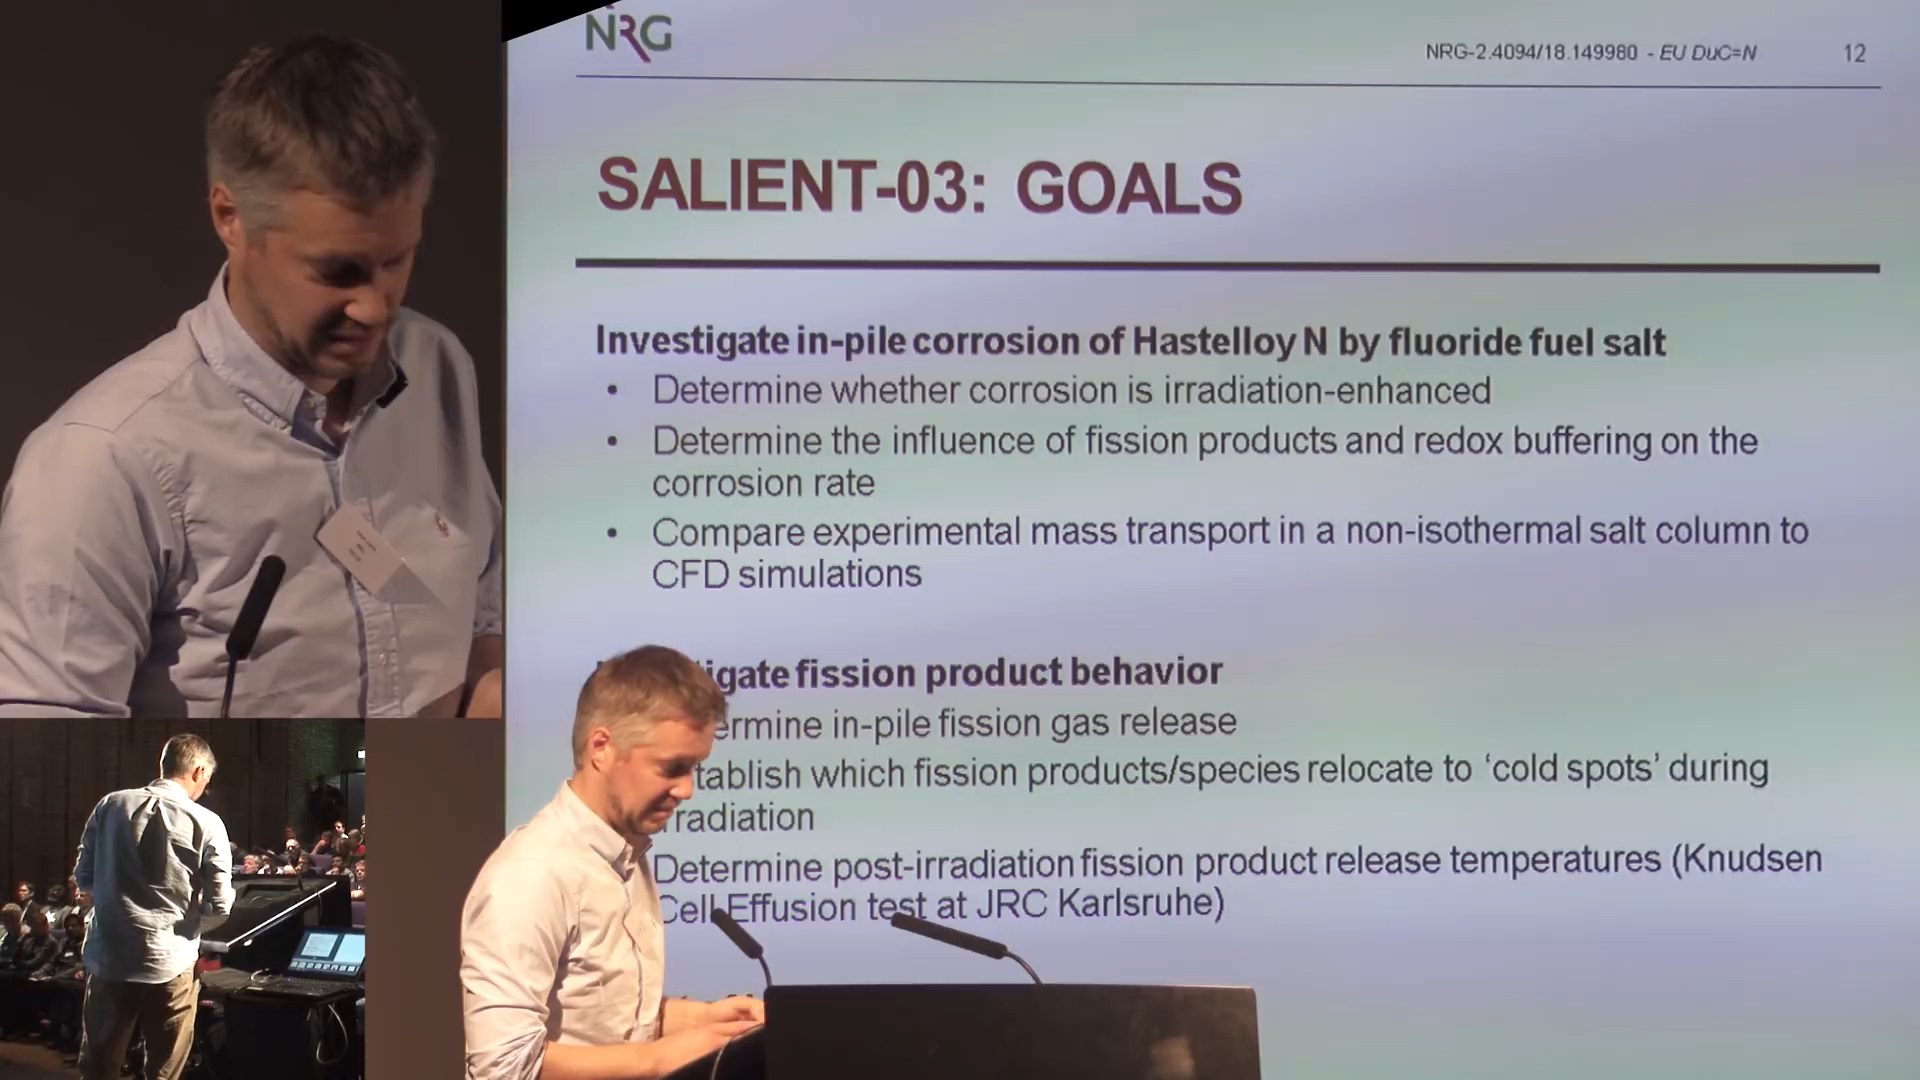 NRG
NRG-2.4094/18.149980 - EU DuC=N 12
SALIENT-03: GOALS
Investigate in-pile corrosion of Hastelloy N by fluoride fuel salt
• Determine whether corrosion is irradiation-enhanced
• Determine the influence of fission products and redox buffering on the
corrosion rate
• Compare experimental mass transport in a non-isothermal salt column to
CFD simulations
igate fission product behavior
ermine in-pile fission gas release
tablish which fission products/species relocate to ‘cold spots’ during
radiation
Determine post-irradiation fission product release temperatures (Knudsen
Cell Effusion test at JRC Karlsruhe)